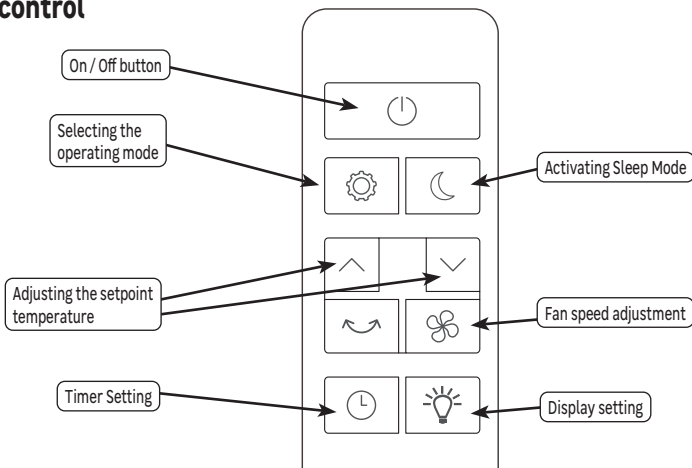 control
On / Off button
Selecting the
operating mode
Activating Sleep Mode
Adjusting the setpoint
temperature
Fan speed adjustment
Timer Setting
Display setting